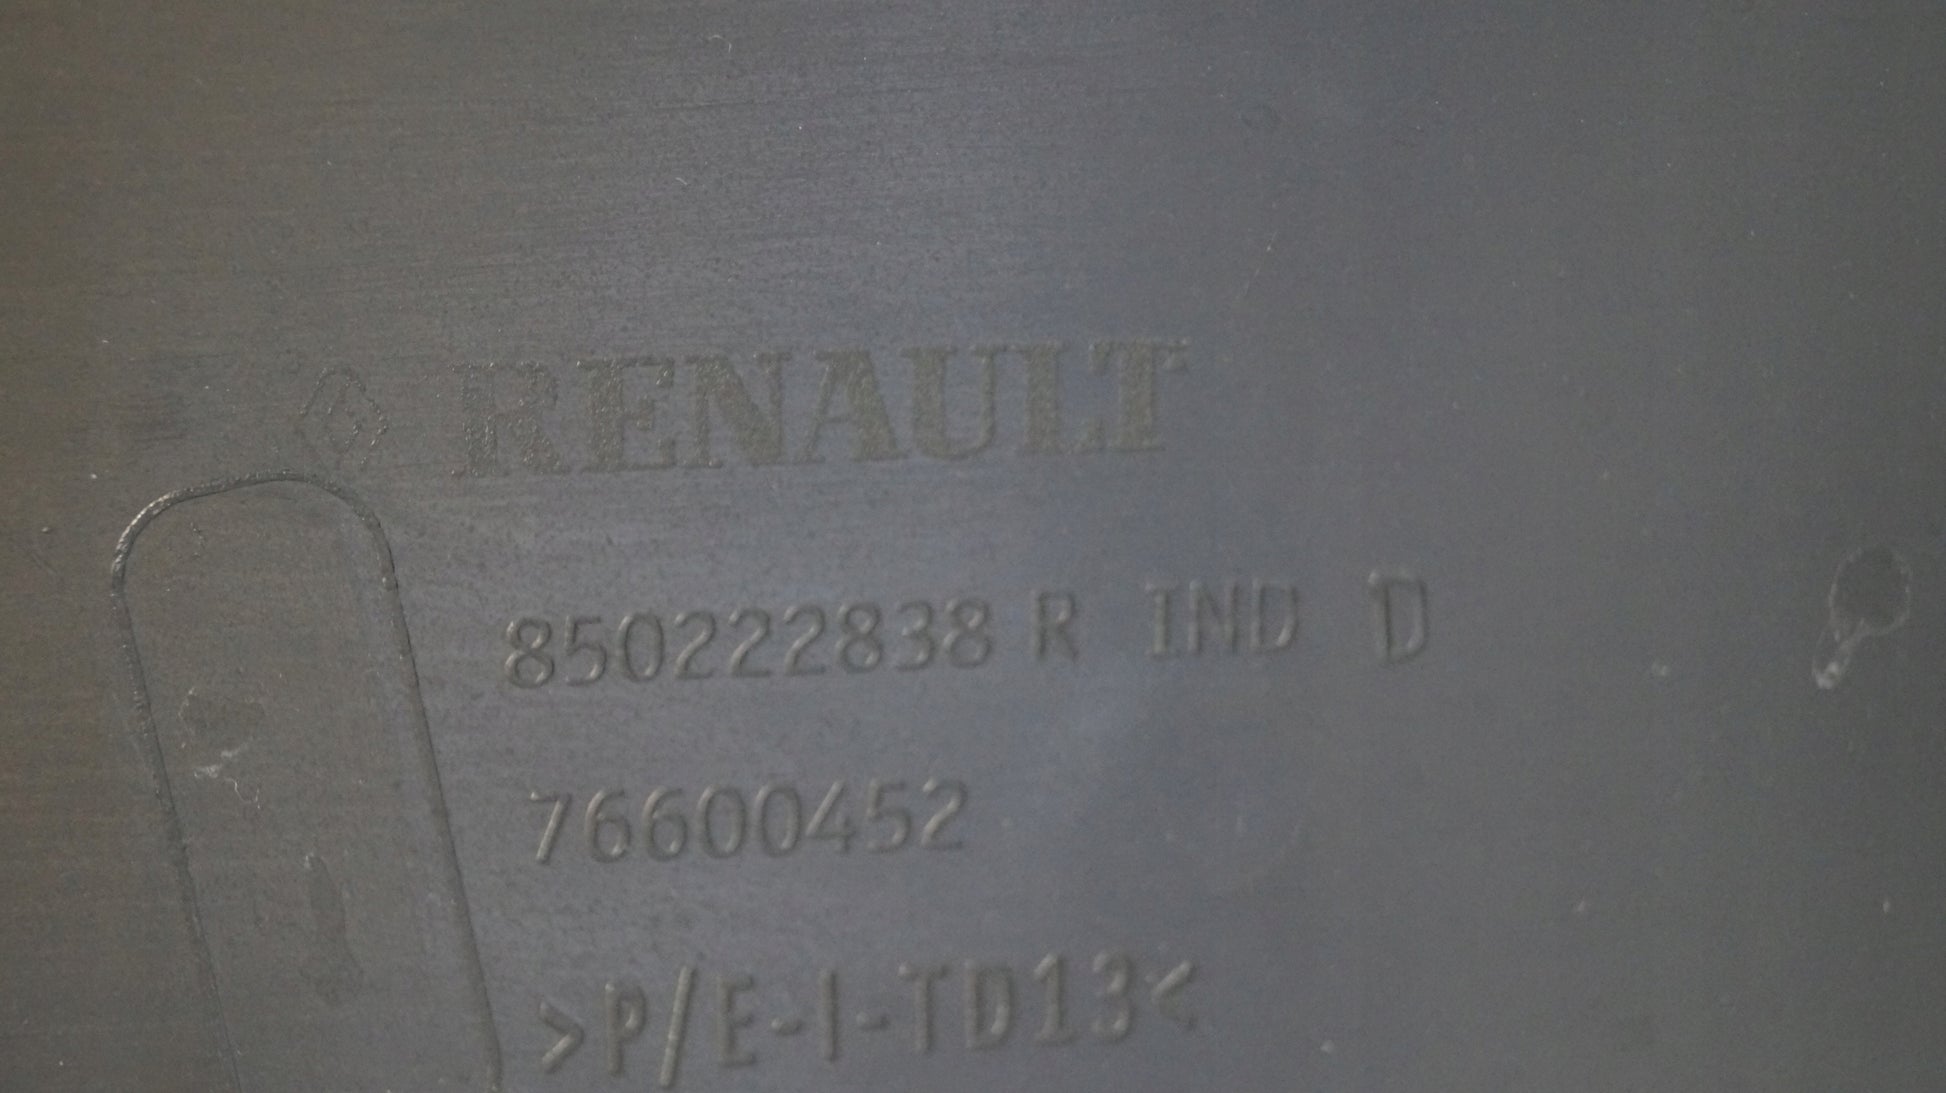 RENAULT
850222838 R IND D
76600452
>P/E-I-TD13<